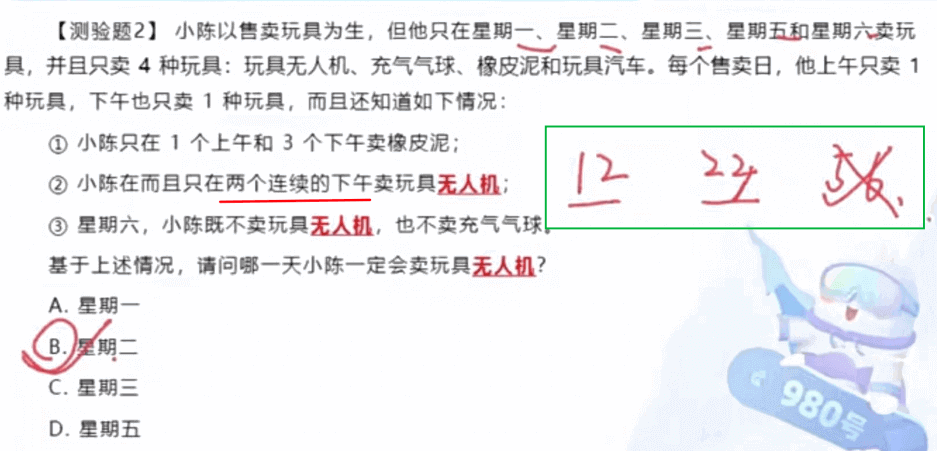 【测验题2】 小陈以售卖玩具为生，但他只在星期一、星期二、星期三、星期五和星期六卖玩
具，并且只卖 4 种玩具：玩具无人机、充气气球、橡皮泥和玩具汽车。每个售卖日，他上午只卖 1
种玩具，下午也只卖 1 种玩具，而且还知道如下情况：
① 小陈只在 1 个上午和 3 个下午卖橡皮泥；
② 小陈在而且只在两个连续的下午卖玩具无人机；
12 23 56
③ 星期六，小陈既不卖玩具无人机，也不卖充气气球。
基于上述情况，请问哪一天小陈一定会卖玩具无人机？
A. 星期一
B. 星期二
C. 星期三
D. 星期五
980号